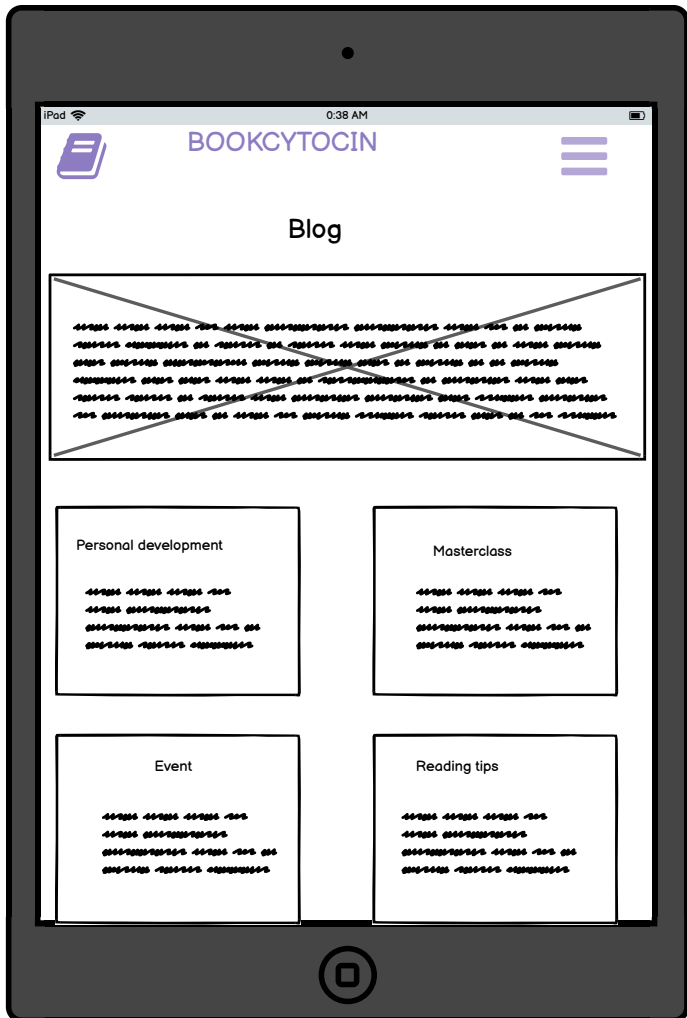 iPad 0:38 AM
BOOKCYTOCIN
Blog
Personal development
Masterclass
Event
Reading tips